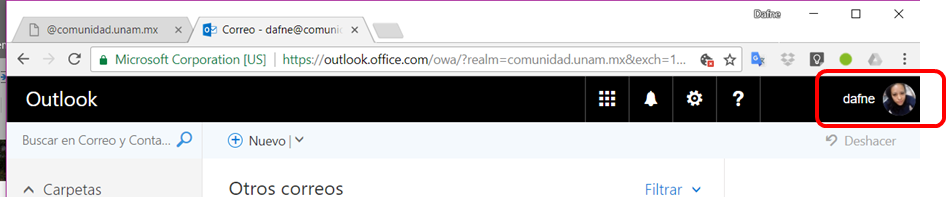 Dafne
@comunidad.unam.mx
Correo - dafne@comunic
Microsoft Corporation [US] | https://outlook.office.com/owa/?realm=comunidad.unam.mx&exch=1...
Outlook
? dafne
Buscar en Correo y Conta...
Nuevo |
Deshacer
Carpetas
Otros correos
Filtrar